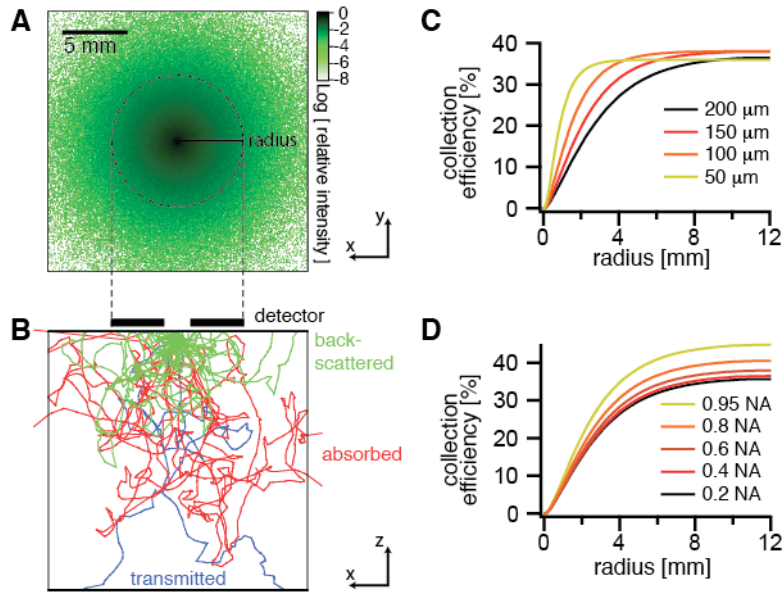 A
5 mm
0
-2
-4
-6
-8
Log [ relative intensity ]
radius
y
x
B
detector
back-
scattered
absorbed
transmitted
z
x
C
collection
efficiency [%]
40
30
20
10
0
200 μm
150 μm
100 μm
50 μm
0
4
8
12
radius [mm]
D
collection
efficiency [%]
40
30
20
10
0
0.95 NA
0.8 NA
0.6 NA
0.4 NA
0.2 NA
0
4
8
12
radius [mm]